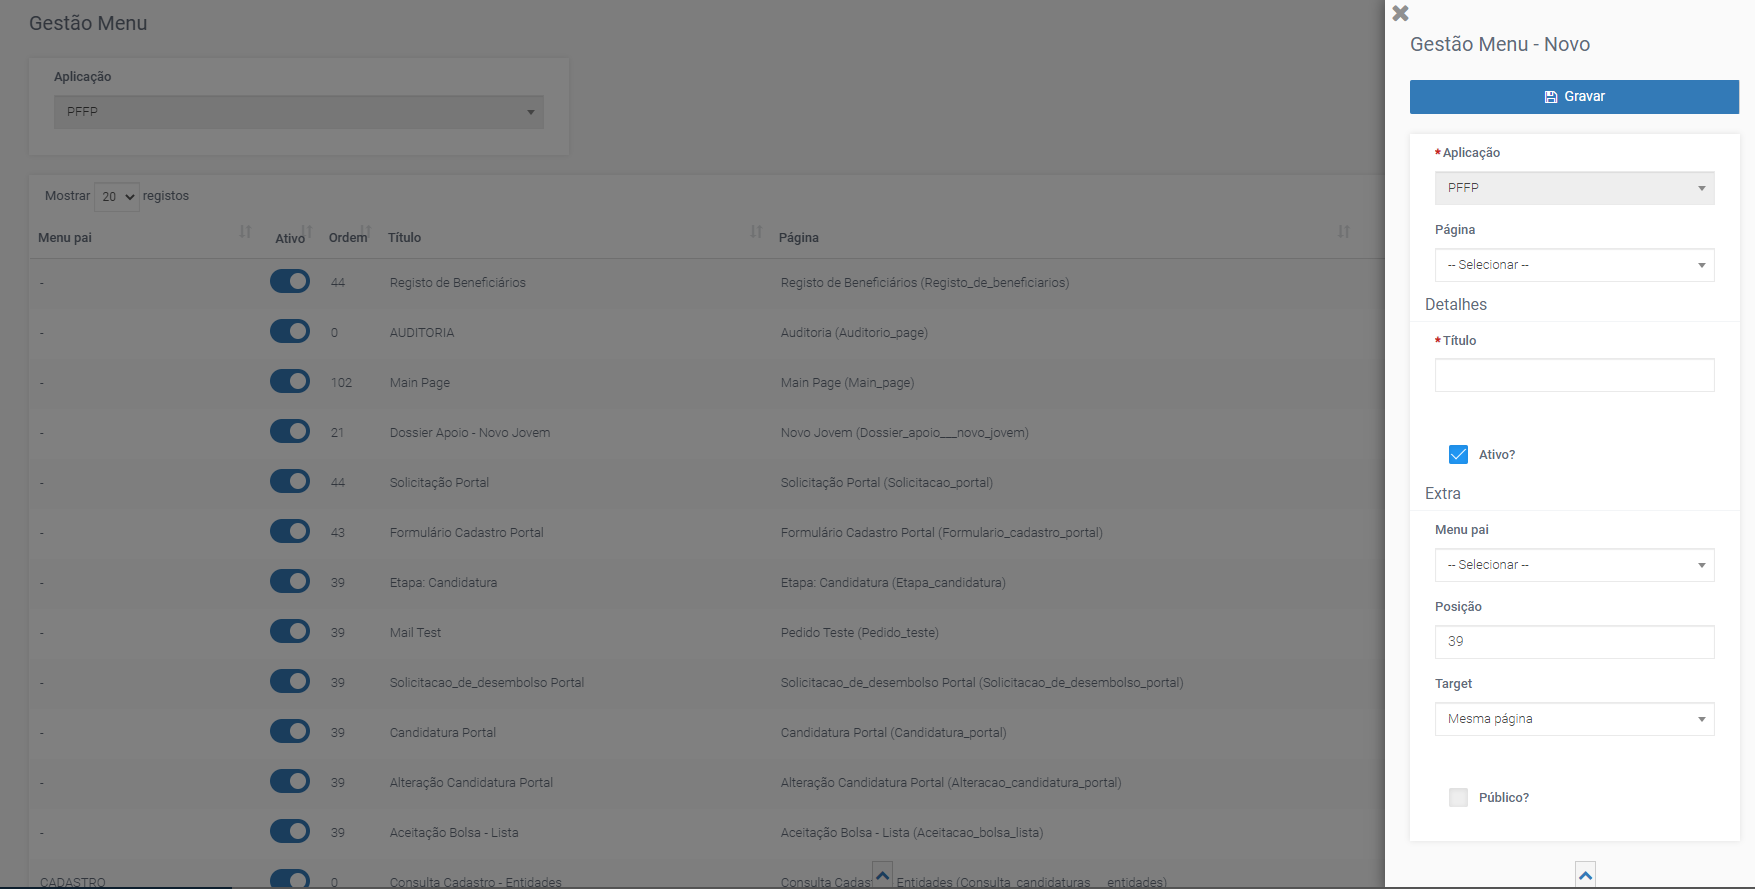 Gestão Menu
Aplicação
PFFP
Mostrar 20 registos
Menu pai Ativo Ordem Título Página
- 44 Registo de Beneficiários Registo de Beneficiários (Registo_de_beneficiarios)
- 0 AUDITORIA Auditoria (Auditorio_page)
- 102 Main Page Main Page (Main_page)
- 21 Dossier Apoio - Novo Jovem Novo Jovem (Dossier_apoio___novo_jovem)
- 44 Solicitação Portal Solicitação Portal (Solicitacao_portal)
- 43 Formulário Cadastro Portal Formulário Cadastro Portal (Formulario_cadastro_portal)
- 39 Etapa: Candidatura Etapa: Candidatura (Etapa_candidatura)
- 39 Mail Test Pedido Teste (Pedido_teste)
- 39 Solicitacao_de_desembolso Portal Solicitacao_de_desembolso Portal (Solicitacao_de_desembolso_portal)
- 39 Candidatura Portal Candidatura Portal (Candidatura_portal)
- 39 Alteração Candidatura Portal Alteração Candidatura Portal (Alteracao_candidatura_portal)
- 39 Aceitação Bolsa - Lista Aceitação Bolsa - Lista (Aceitacao_bolsa_lista)
CADASTRO 0 Consulta Cadastro - Entidades Consulta Cadas Entidades (Consulta_candidaturas__entidades)
Gestão Menu - Novo
Gravar
* Aplicação
PFFP
Página
-- Selecionar --
Detalhes
* Título
Ativo?
Extra
Menu pai
-- Selecionar --
Posição
39
Target
Mesma página
Público?